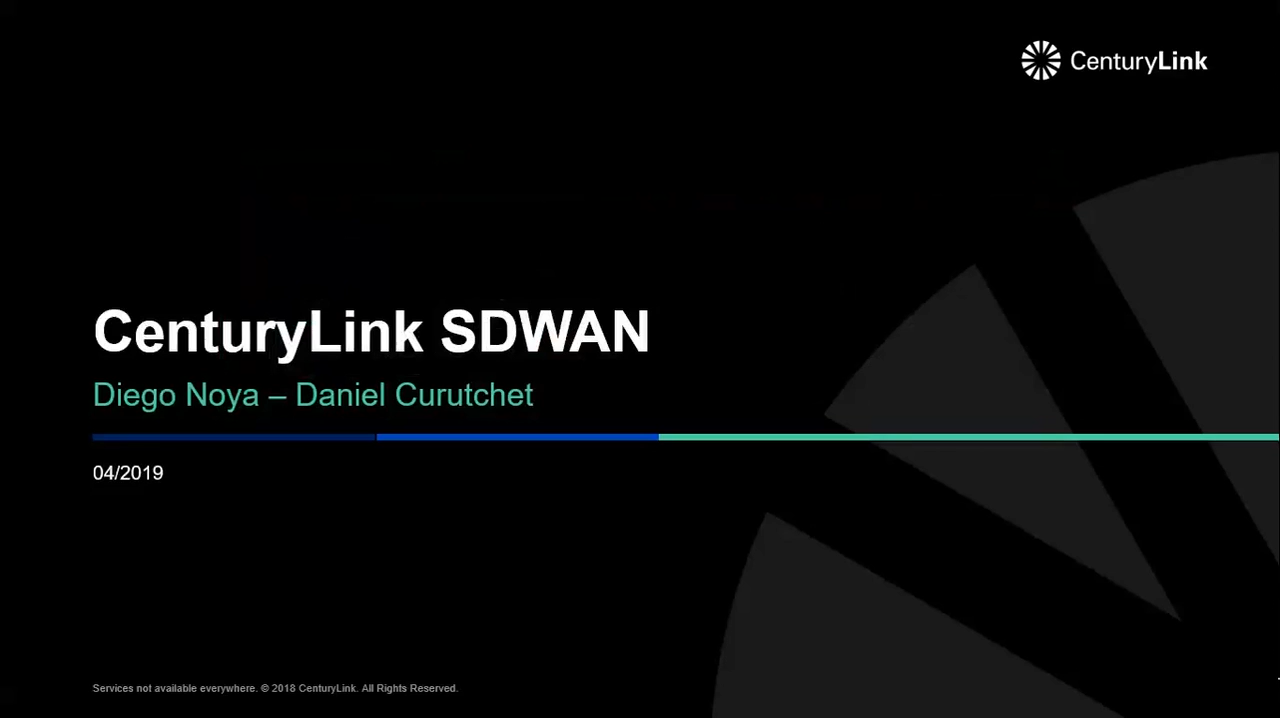 CenturyLink
CenturyLink SDWAN
Diego Noya – Daniel Curutchet
04/2019
Services not available everywhere. © 2018 CenturyLink. All Rights Reserved.